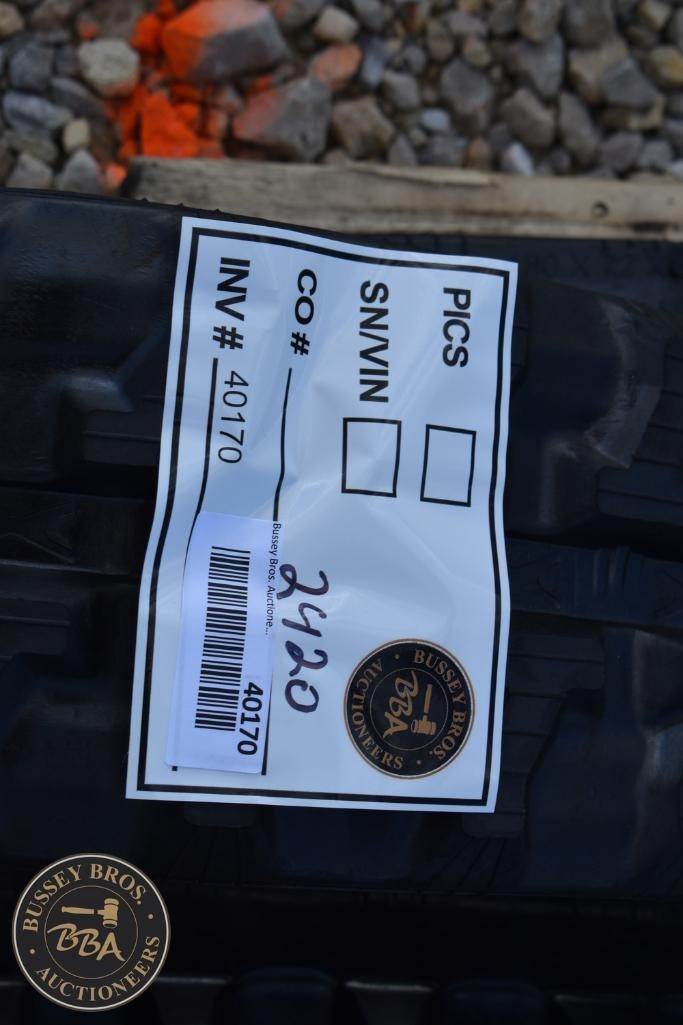 PICS
SN/VIN
CO # 2420
INV # 40170
Bussey Bros. Auctione...
40170
BUSSEY BROS.
BBA
AUCTIONEERS
BUSSEY BROS.
BBA
AUCTIONEERS